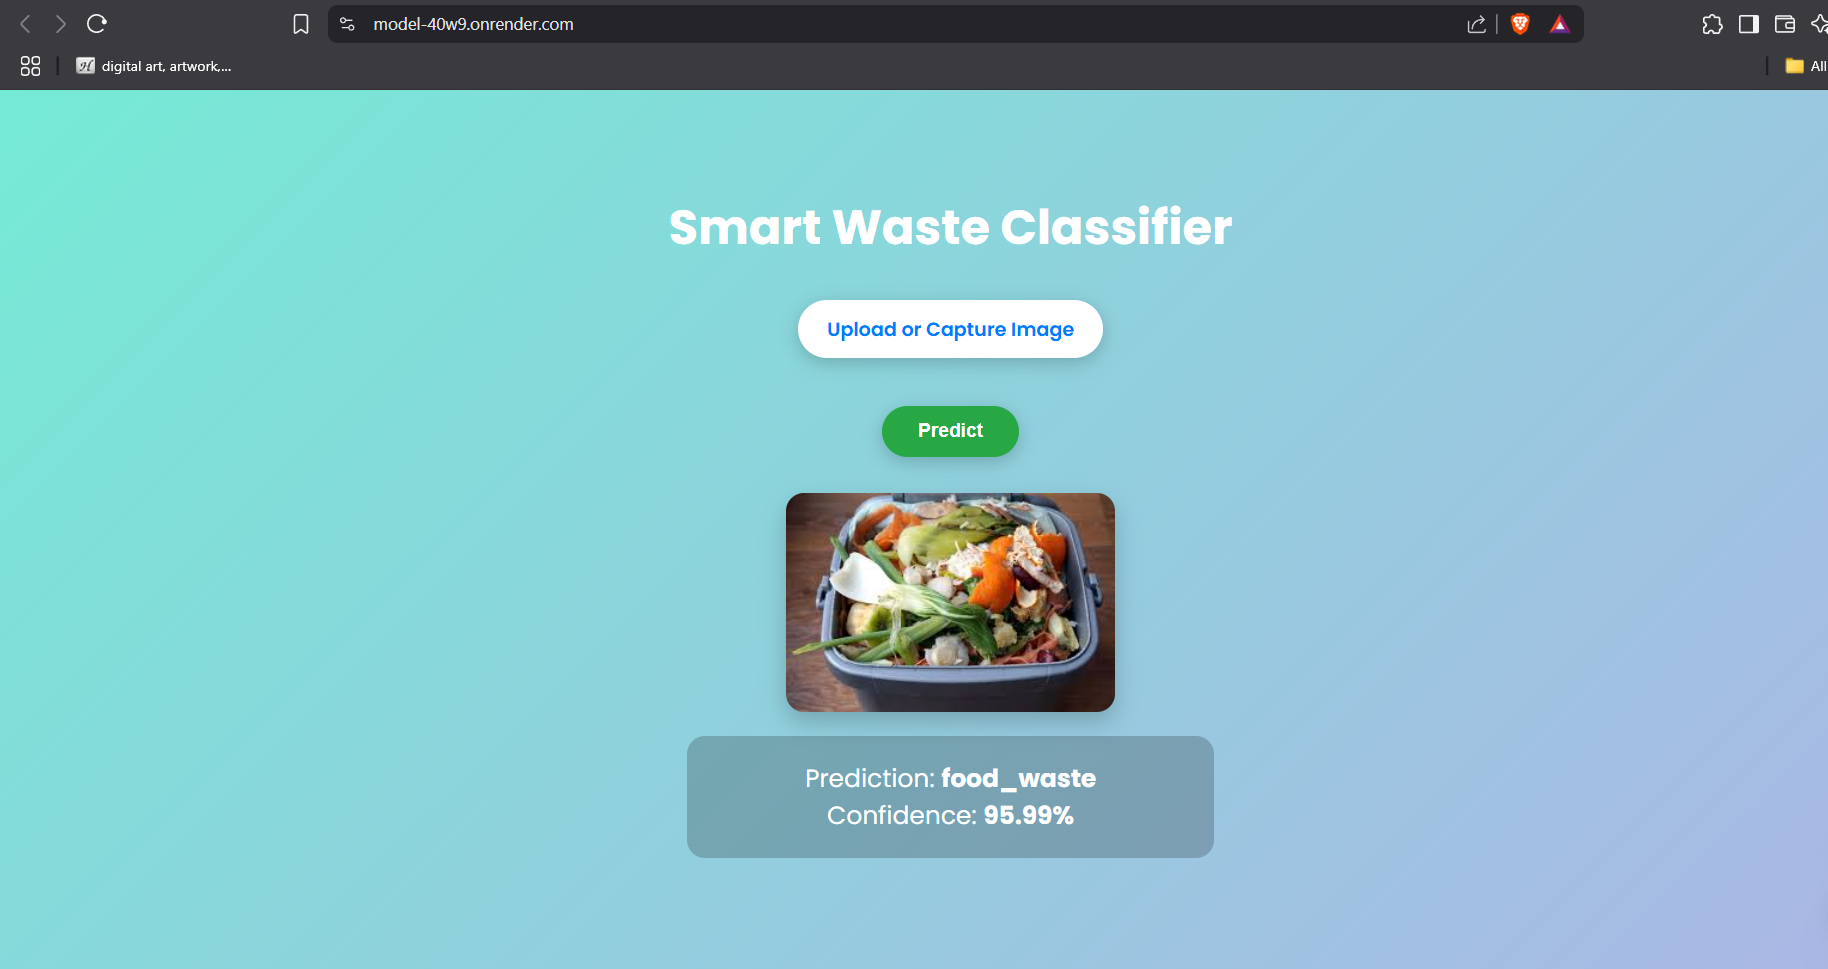 model-40w9.onrender.com
digital art, artwork,...
All
Smart Waste Classifier
Upload or Capture Image
Predict
Prediction: food_waste
Confidence: 95.99%